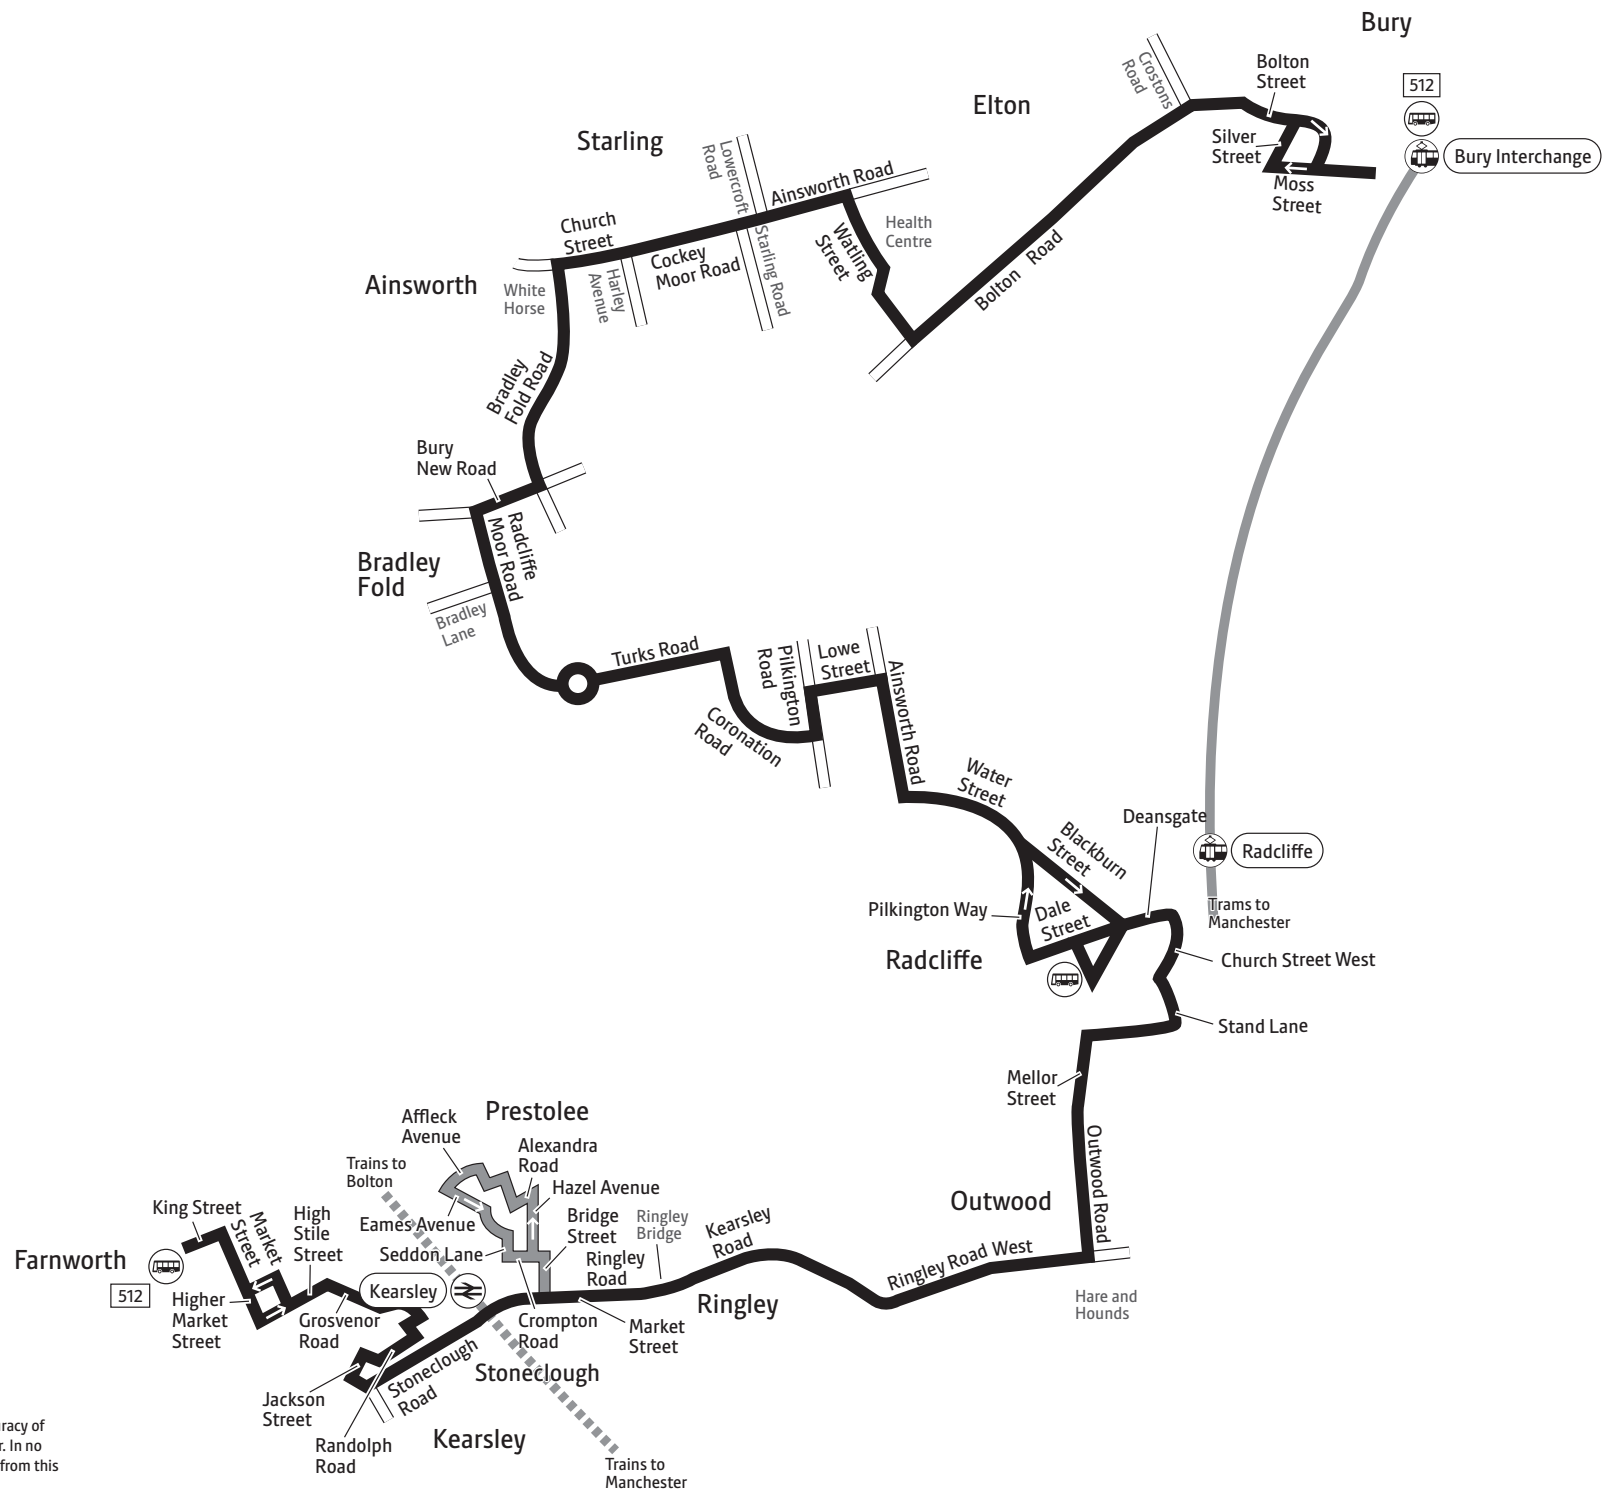 Bury
512
Bury Interchange
Bolton
Street
Silver
Street
Moss
Street
Crostons
Road
Elton
Starling
Lowercroft
Road
Ainsworth Road
Church
Street
Cockey
Moor Road
Starling Road
Watling
Street
Health
Centre
Bolton Road
Ainsworth
White
Horse
Harley
Avenue
Bradley
Fold Road
Bury
New Road
Radcliffe
Moor Road
Bradley
Fold
Bradley
Lane
Turks Road
Coronation
Road
Pilkington
Road
Lowe
Street
Ainsworth Road
Water
Street
Blackburn
Street
Deansgate
Radcliffe
Trams to
Manchester
Pilkington Way
Dale
Street
Radcliffe
Church Street West
Stand Lane
Mellor
Street
Outwood Road
Outwood
Ringley Road West
Hare and
Hounds
Kearsley
Road
Ringley
Bridge
Ringley
Ringley
Road
Market
Street
Bridge
Street
Prestolee
Affleck
Avenue
Alexandra
Road
Hazel Avenue
Trains to
Bolton
Eames Avenue
Seddon Lane
Crompton
Road
Kearsley
Stoneclough
Stoneclough
Road
Kearsley
Trains to
Manchester
King Street
Market
Street
High
Stile
Street
Farnworth
512
Higher
Market
Street
Grosvenor
Road
Jackson
Street
Randolph
Road
racy of
r. In no
from this